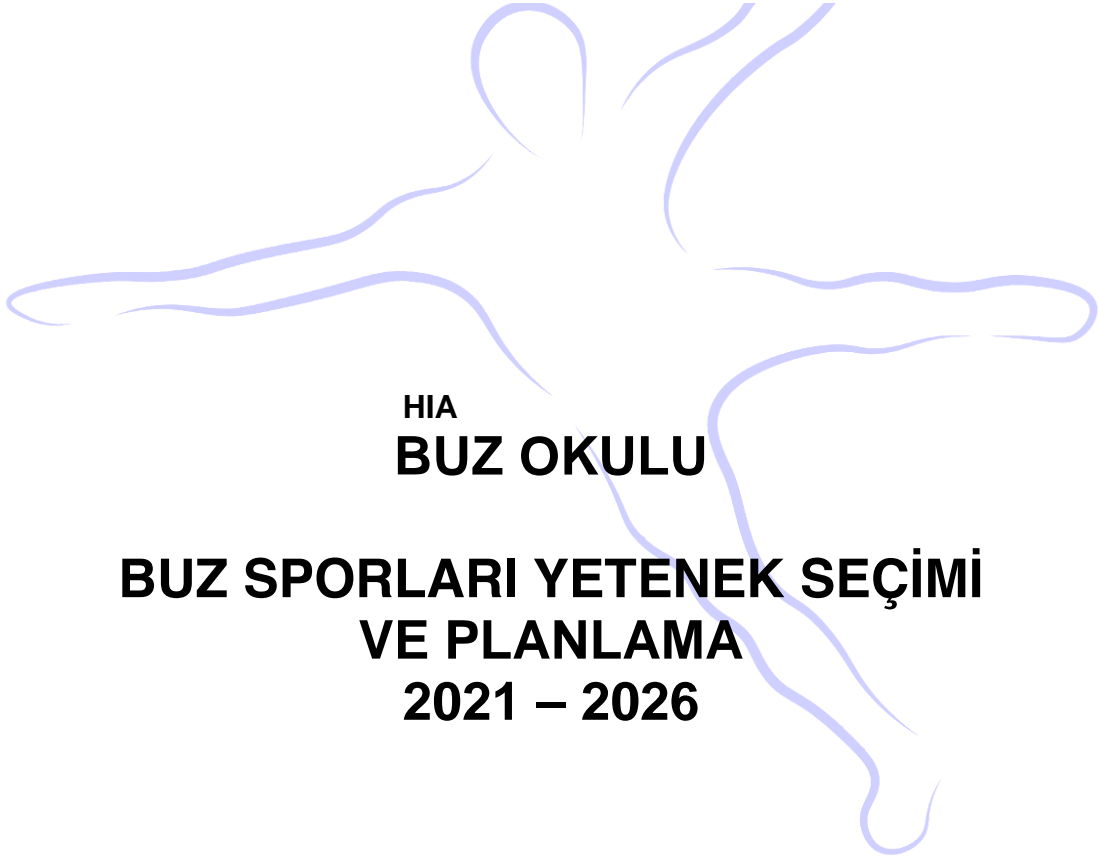 HIA
BUZ OKULU
BUZ SPORLARI YETENEK SEÇİMİ
VE PLANLAMA
2021 – 2026